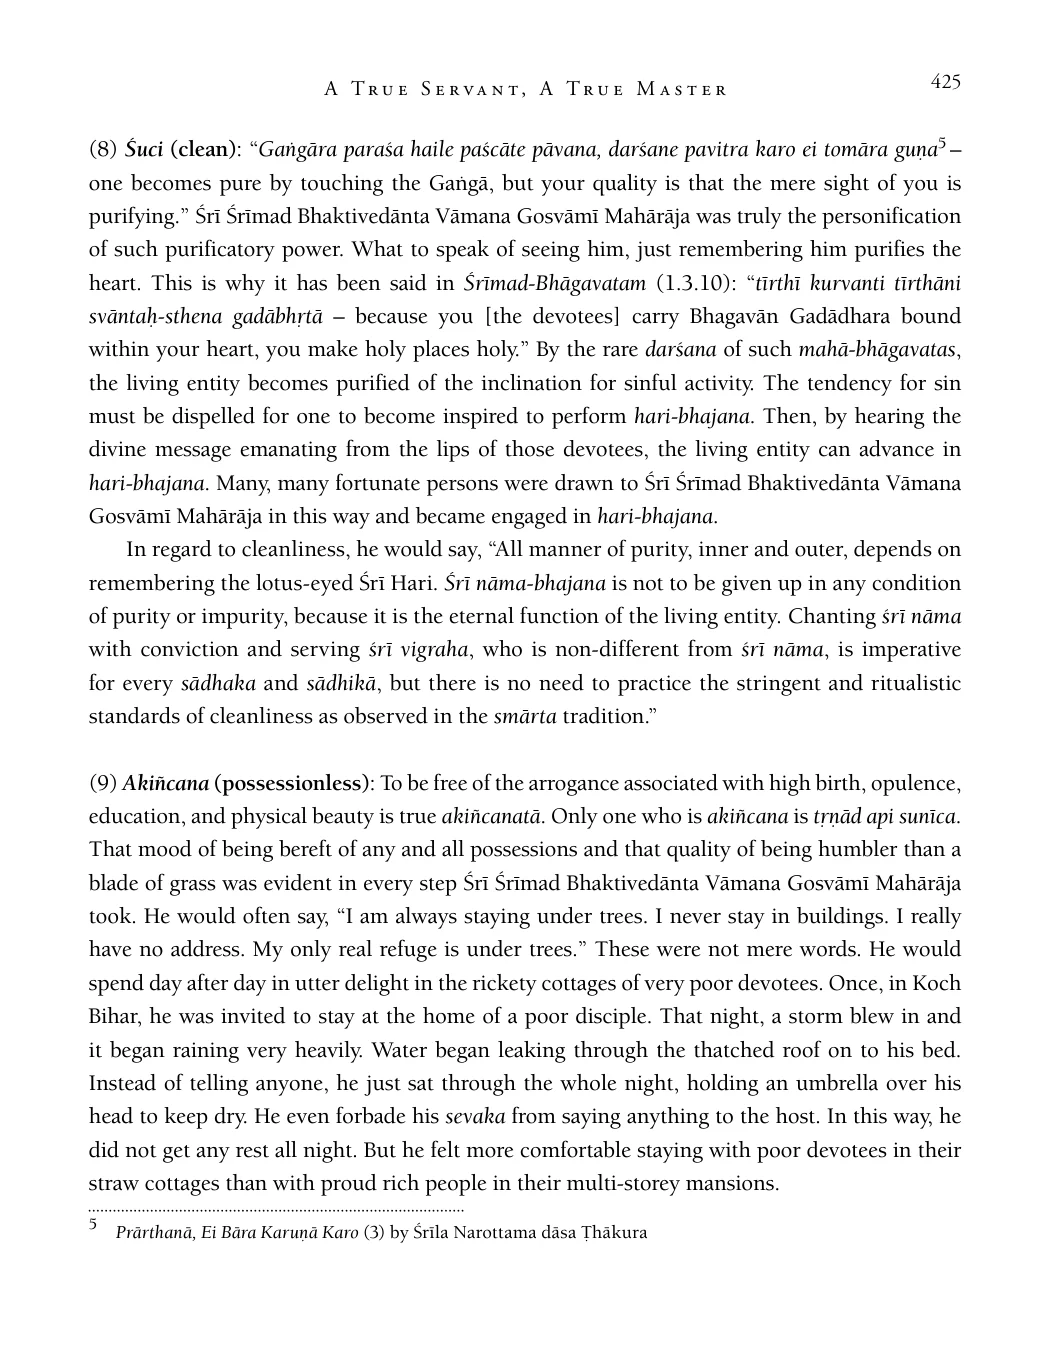 A True Servant, A True Master 425
(8) Śuci (clean): “Gaṅgāra paraśa haile paścāte pāvana, darśane pavitra karo ei tomāra guṇa5 –
one becomes pure by touching the Gaṅgā, but your quality is that the mere sight of you is
purifying.” Śrī Śrīmad Bhaktivedānta Vāmana Gosvāmī Mahārāja was truly the personification
of such purificatory power. What to speak of seeing him, just remembering him purifies the
heart. This is why it has been said in Śrīmad-Bhāgavatam (1.3.10): “tīrthī kurvanti tīrthāni
svāntaḥ-sthena gadābhṛtā – because you [the devotees] carry Bhagavān Gadādhara bound
within your heart, you make holy places holy.” By the rare darśana of such mahā-bhāgavatas,
the living entity becomes purified of the inclination for sinful activity. The tendency for sin
must be dispelled for one to become inspired to perform hari-bhajana. Then, by hearing the
divine message emanating from the lips of those devotees, the living entity can advance in
hari-bhajana. Many, many fortunate persons were drawn to Śrī Śrīmad Bhaktivedānta Vāmana
Gosvāmī Mahārāja in this way and became engaged in hari-bhajana.
In regard to cleanliness, he would say, “All manner of purity, inner and outer, depends on
remembering the lotus-eyed Śrī Hari. Śrī nāma-bhajana is not to be given up in any condition
of purity or impurity, because it is the eternal function of the living entity. Chanting śrī nāma
with conviction and serving śrī vigraha, who is non-different from śrī nāma, is imperative
for every sādhaka and sādhikā, but there is no need to practice the stringent and ritualistic
standards of cleanliness as observed in the smārta tradition.”
(9) Akiñcana (possessionless): To be free of the arrogance associated with high birth, opulence,
education, and physical beauty is true akiñcanatā. Only one who is akiñcana is tṛṇād api sunīca.
That mood of being bereft of any and all possessions and that quality of being humbler than a
blade of grass was evident in every step Śrī Śrīmad Bhaktivedānta Vāmana Gosvāmī Mahārāja
took. He would often say, “I am always staying under trees. I never stay in buildings. I really
have no address. My only real refuge is under trees.” These were not mere words. He would
spend day after day in utter delight in the rickety cottages of very poor devotees. Once, in Koch
Bihar, he was invited to stay at the home of a poor disciple. That night, a storm blew in and
it began raining very heavily. Water began leaking through the thatched roof on to his bed.
Instead of telling anyone, he just sat through the whole night, holding an umbrella over his
head to keep dry. He even forbade his sevaka from saying anything to the host. In this way, he
did not get any rest all night. But he felt more comfortable staying with poor devotees in their
straw cottages than with proud rich people in their multi-storey mansions.
5 Prārthanā, Ei Bāra Karuṇā Karo (3) by Śrīla Narottama dāsa Ṭhākura